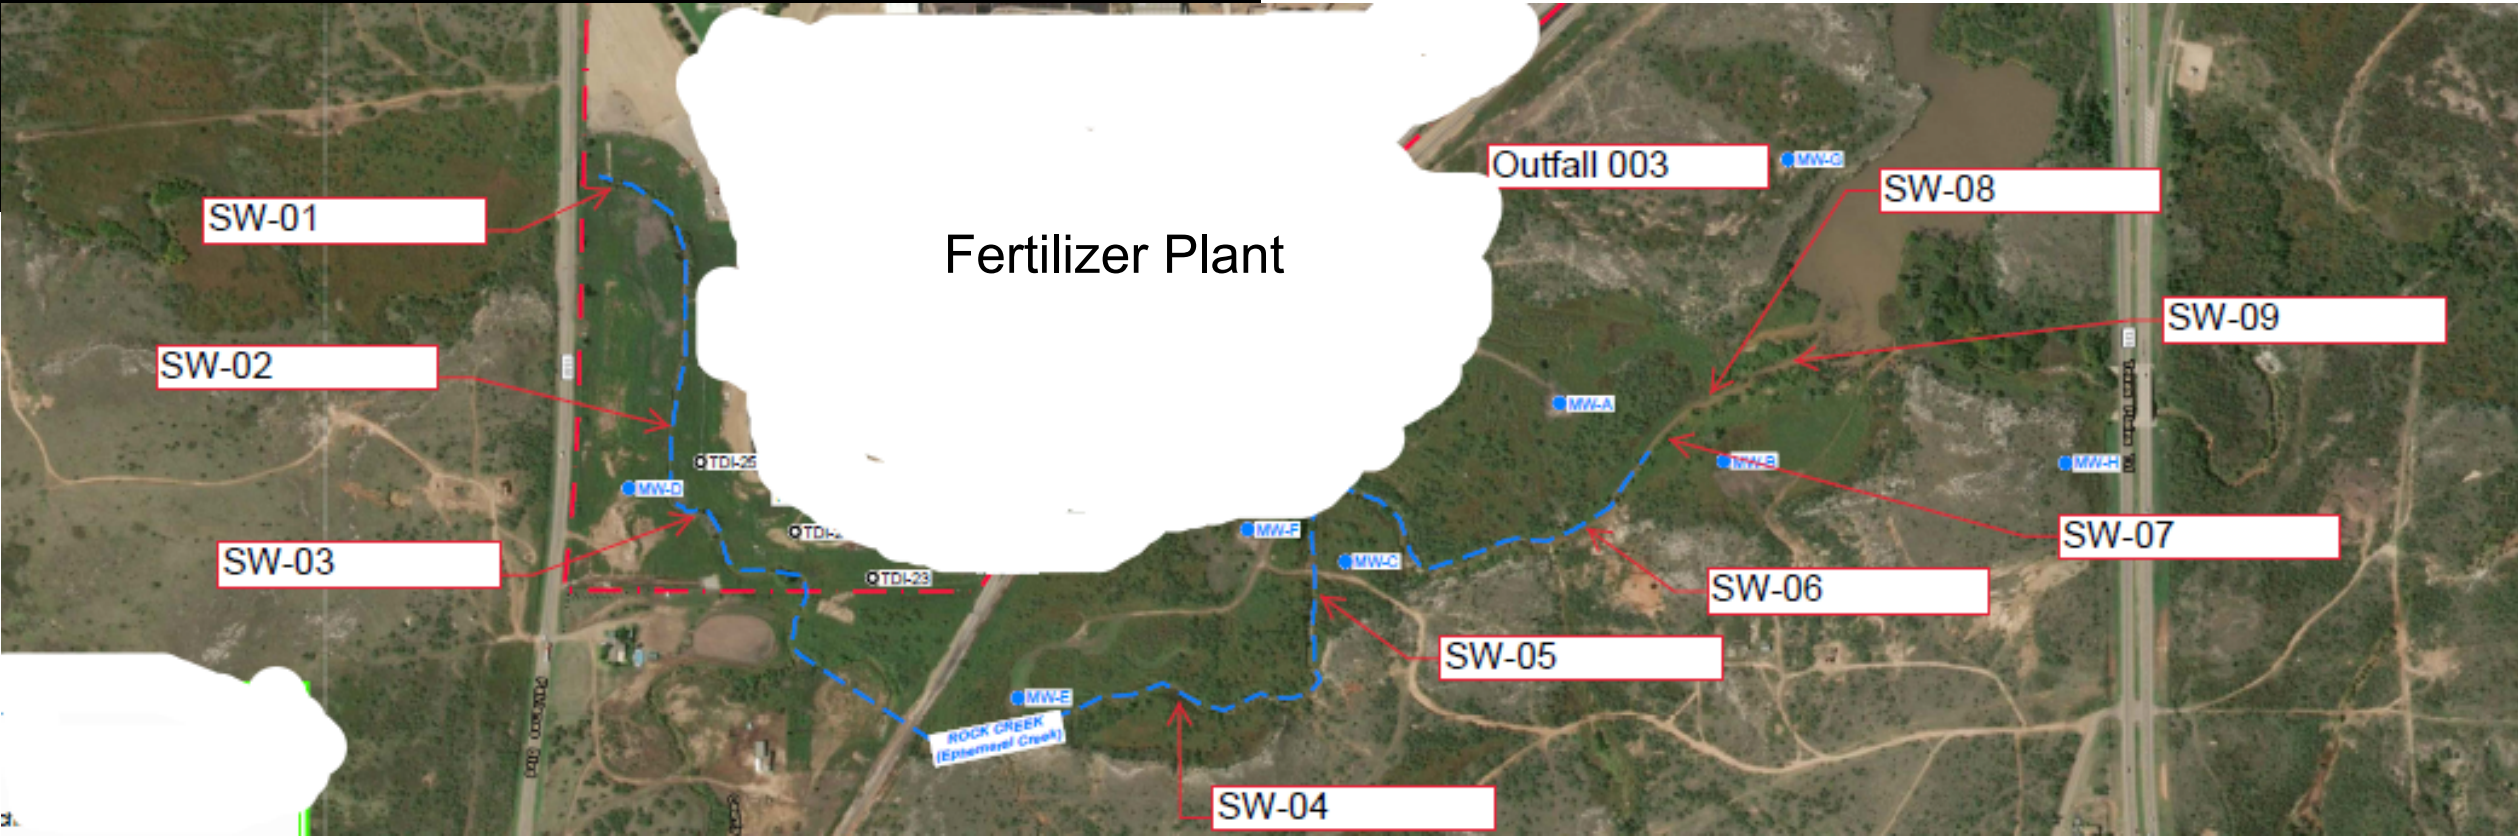 Outfall 003
MW-G
SW-08
SW-01
Fertilizer Plant
SW-09
SW-02
MW-A
TDI-25
MW-B
MW-H
MW-D
SW-03
MW-F
SW-07
MW-C
TDI-23
SW-06
SW-05
MW-E
ROCK CREEK
(Ephemeral Creek)
SW-04